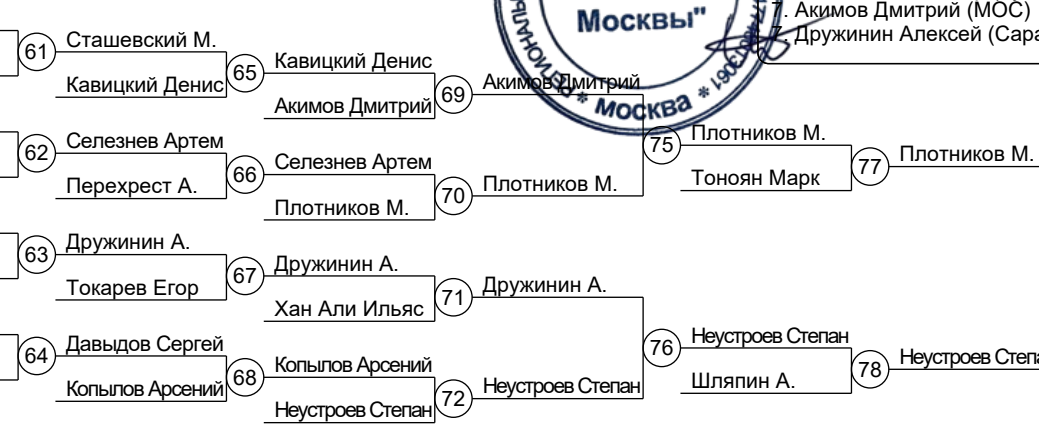 Москвы"
* МОСКВА *
7. Акимов Дмитрий (МОС)
7. Дружинин Алексей (Сара
61
Сташевский М.
Кавицкий Денис
65
Кавицкий Денис
Акимов Дмитрий
69
Акимов Дмитрий
62
Селезнев Артем
Перехрест А.
66
Селезнев Артем
Плотников М.
70
Плотников М.
75
Плотников М.
Тоноян Марк
77
Плотников М.
63
Дружинин А.
Токарев Егор
67
Дружинин А.
Хан Али Ильяс
71
Дружинин А.
64
Давыдов Сергей
Копылов Арсений
68
Копылов Арсений
Неустроев Степан
72
Неустроев Степан
76
Неустроев Степан
Шляпин А.
78
Неустроев Степа